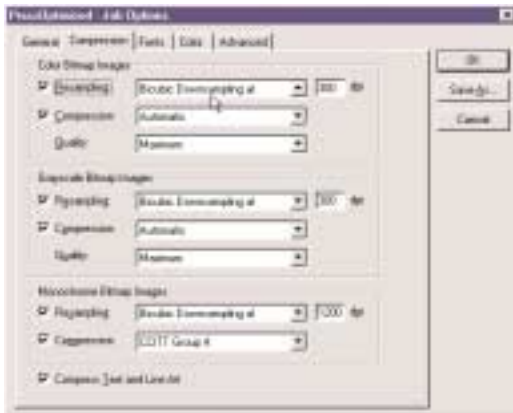 PressOptimized - Job Options
General Compression Fonts Color Advanced
Color Bitmap Images
Resampling Bicubic Downsampling at 300 dpi
Compression Automatic
Quality Maximum
Grayscale Bitmap Images
Resampling Bicubic Downsampling at 300 dpi
Compression Automatic
Quality Maximum
Monochrome Bitmap Images
Resampling Bicubic Downsampling at 1200 dpi
Compression CCITT Group 4
Compress Text and Line Art
OK
Save As...
Cancel